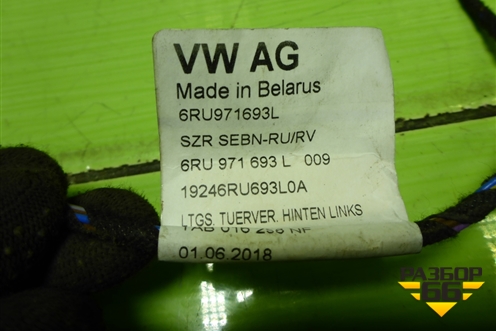 VW AG
Made in Belarus
6RU971693L
SZR SEBN-RU/RV
6RU 971 693 L 009
19246RU693L0A
LTGS. TUERVER. HINTEN LINKS
01.06.2018
РАЗБОР
66